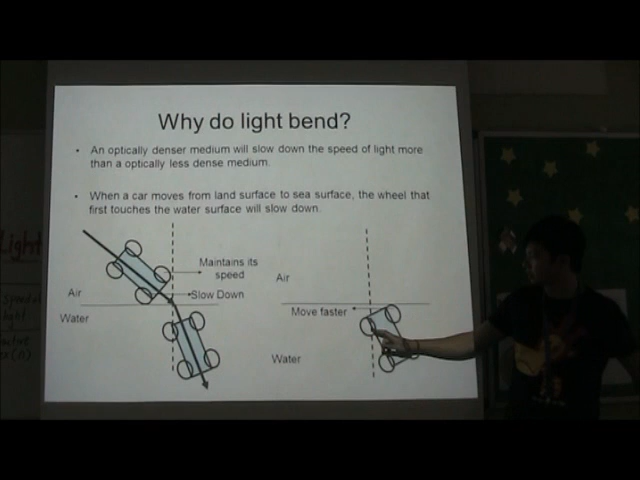 Why do light bend?
• An optically denser medium will slow down the speed of light more
than a optically less dense medium.
• When a car moves from land surface to sea surface, the wheel that
first touches the water surface will slow down.
Maintains its
speed
Slow Down
Air
Water
Air
Move faster
Water
Light